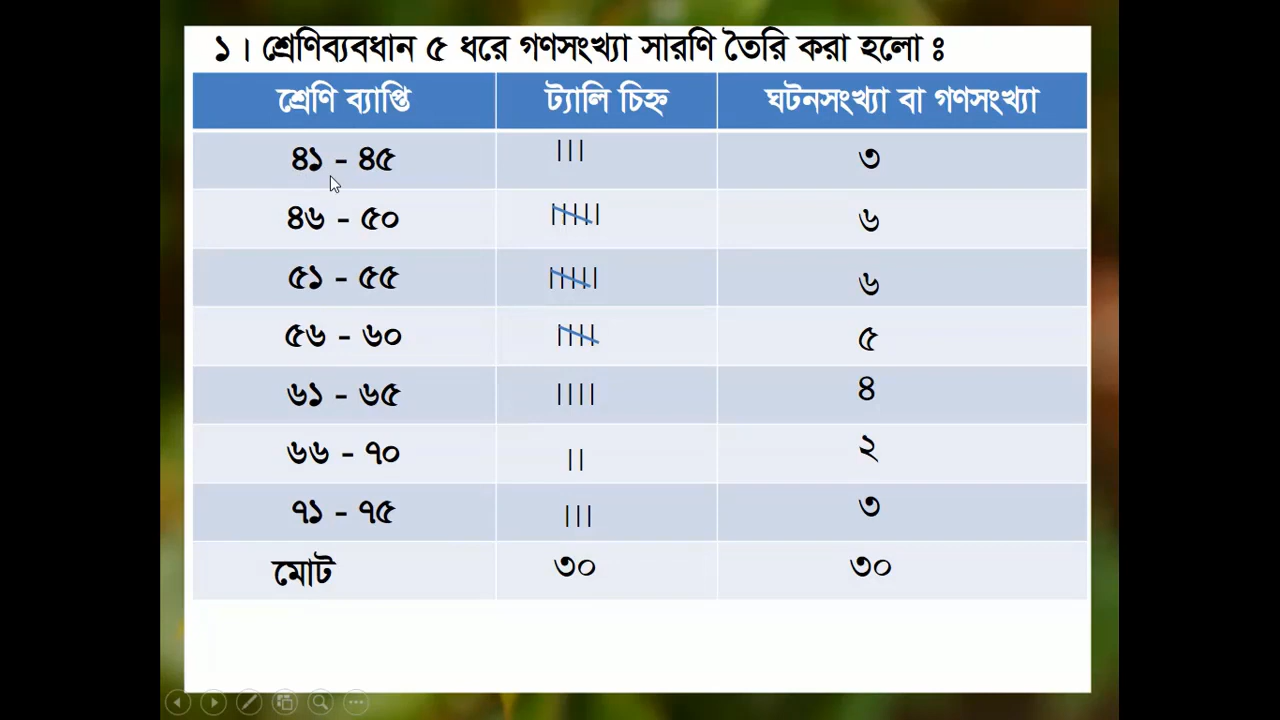 ১। শ্রেণিব্যবধান ৫ ধরে গণসংখ্যা সারণি তৈরি করা হলো ঃ
শ্রেণি ব্যাপ্তি ট্যালি চিহ্ন ঘটনসংখ্যা বা গণসংখ্যা
৪১ - ৪৫ ||| ৩
৪৬ - ৫০ |||||| ৬
৫১ - ৫৫ |||||| ৬
৫৬ - ৬০ |||| ৫
৬১ - ৬৫ |||| ৪
৬৬ - ৭০ || ২
৭১ - ৭৫ ||| ৩
মোট ৩০ ৩০